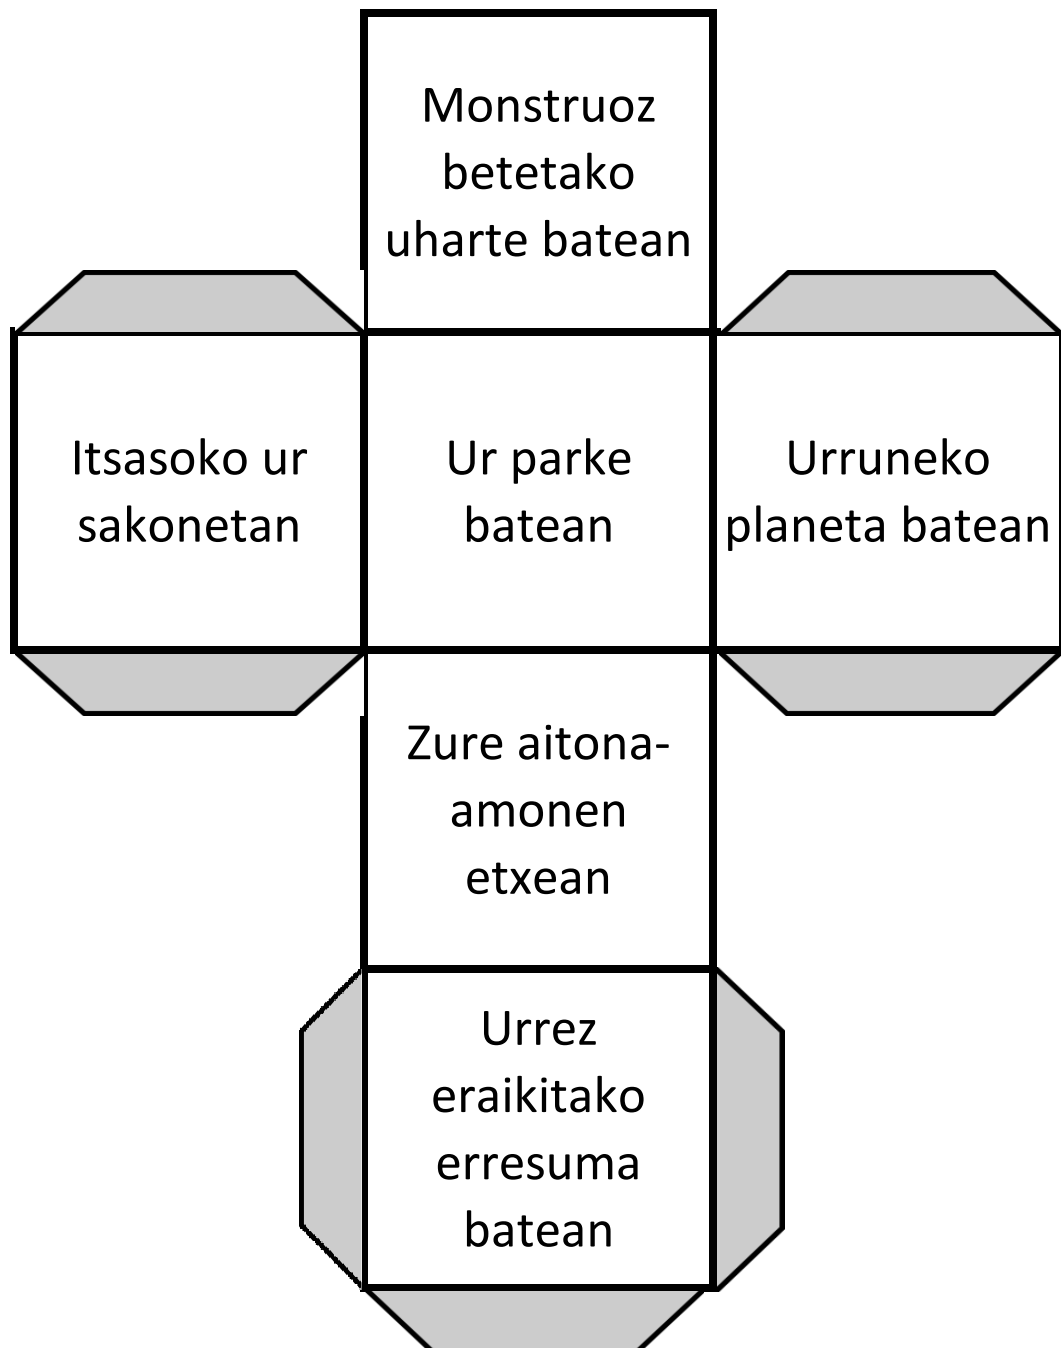 Monstruoz
betetako
uharte batean
Itsasoko ur
sakonetan
Ur parke
batean
Urruneko
planeta batean
Zure aitona-
amonen
etxean
Urrez
eraikitako
erresuma
batean